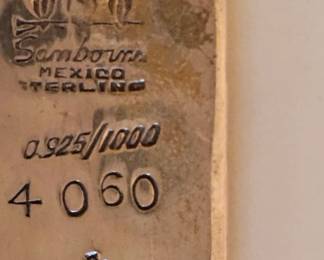 Sanborns
MEXICO
STERLING
0.925/1000
4060